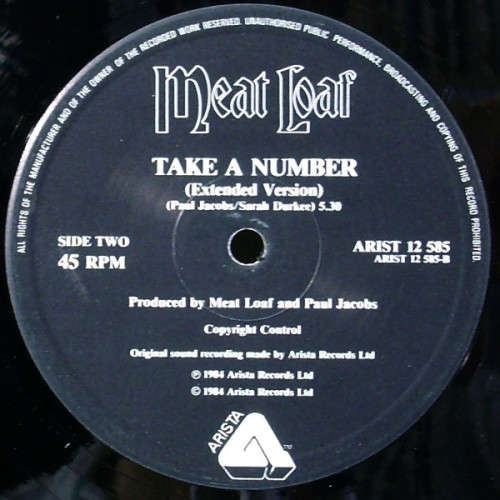 ALL RIGHTS OF THE MANUFACTURER AND OF THE OWNER OF THE RECORDED WORK RESERVED. UNAUTHORISED PUBLIC PERFORMANCE, BROADCASTING AND COPYING OF THIS RECORD PROHIBITED.
Meat Loaf
TAKE A NUMBER
(Extended Version)
(Paul Jacobs/Sarah Durkee) 5.30
SIDE TWO
45 RPM
ARIST 12 585
ARIST 12 585-B
Produced by Meat Loaf and Paul Jacobs
Copyright Control
Original sound recording made by Arista Records Ltd
℗ 1984 Arista Records Ltd
© 1984 Arista Records Ltd
ARISTA
TM